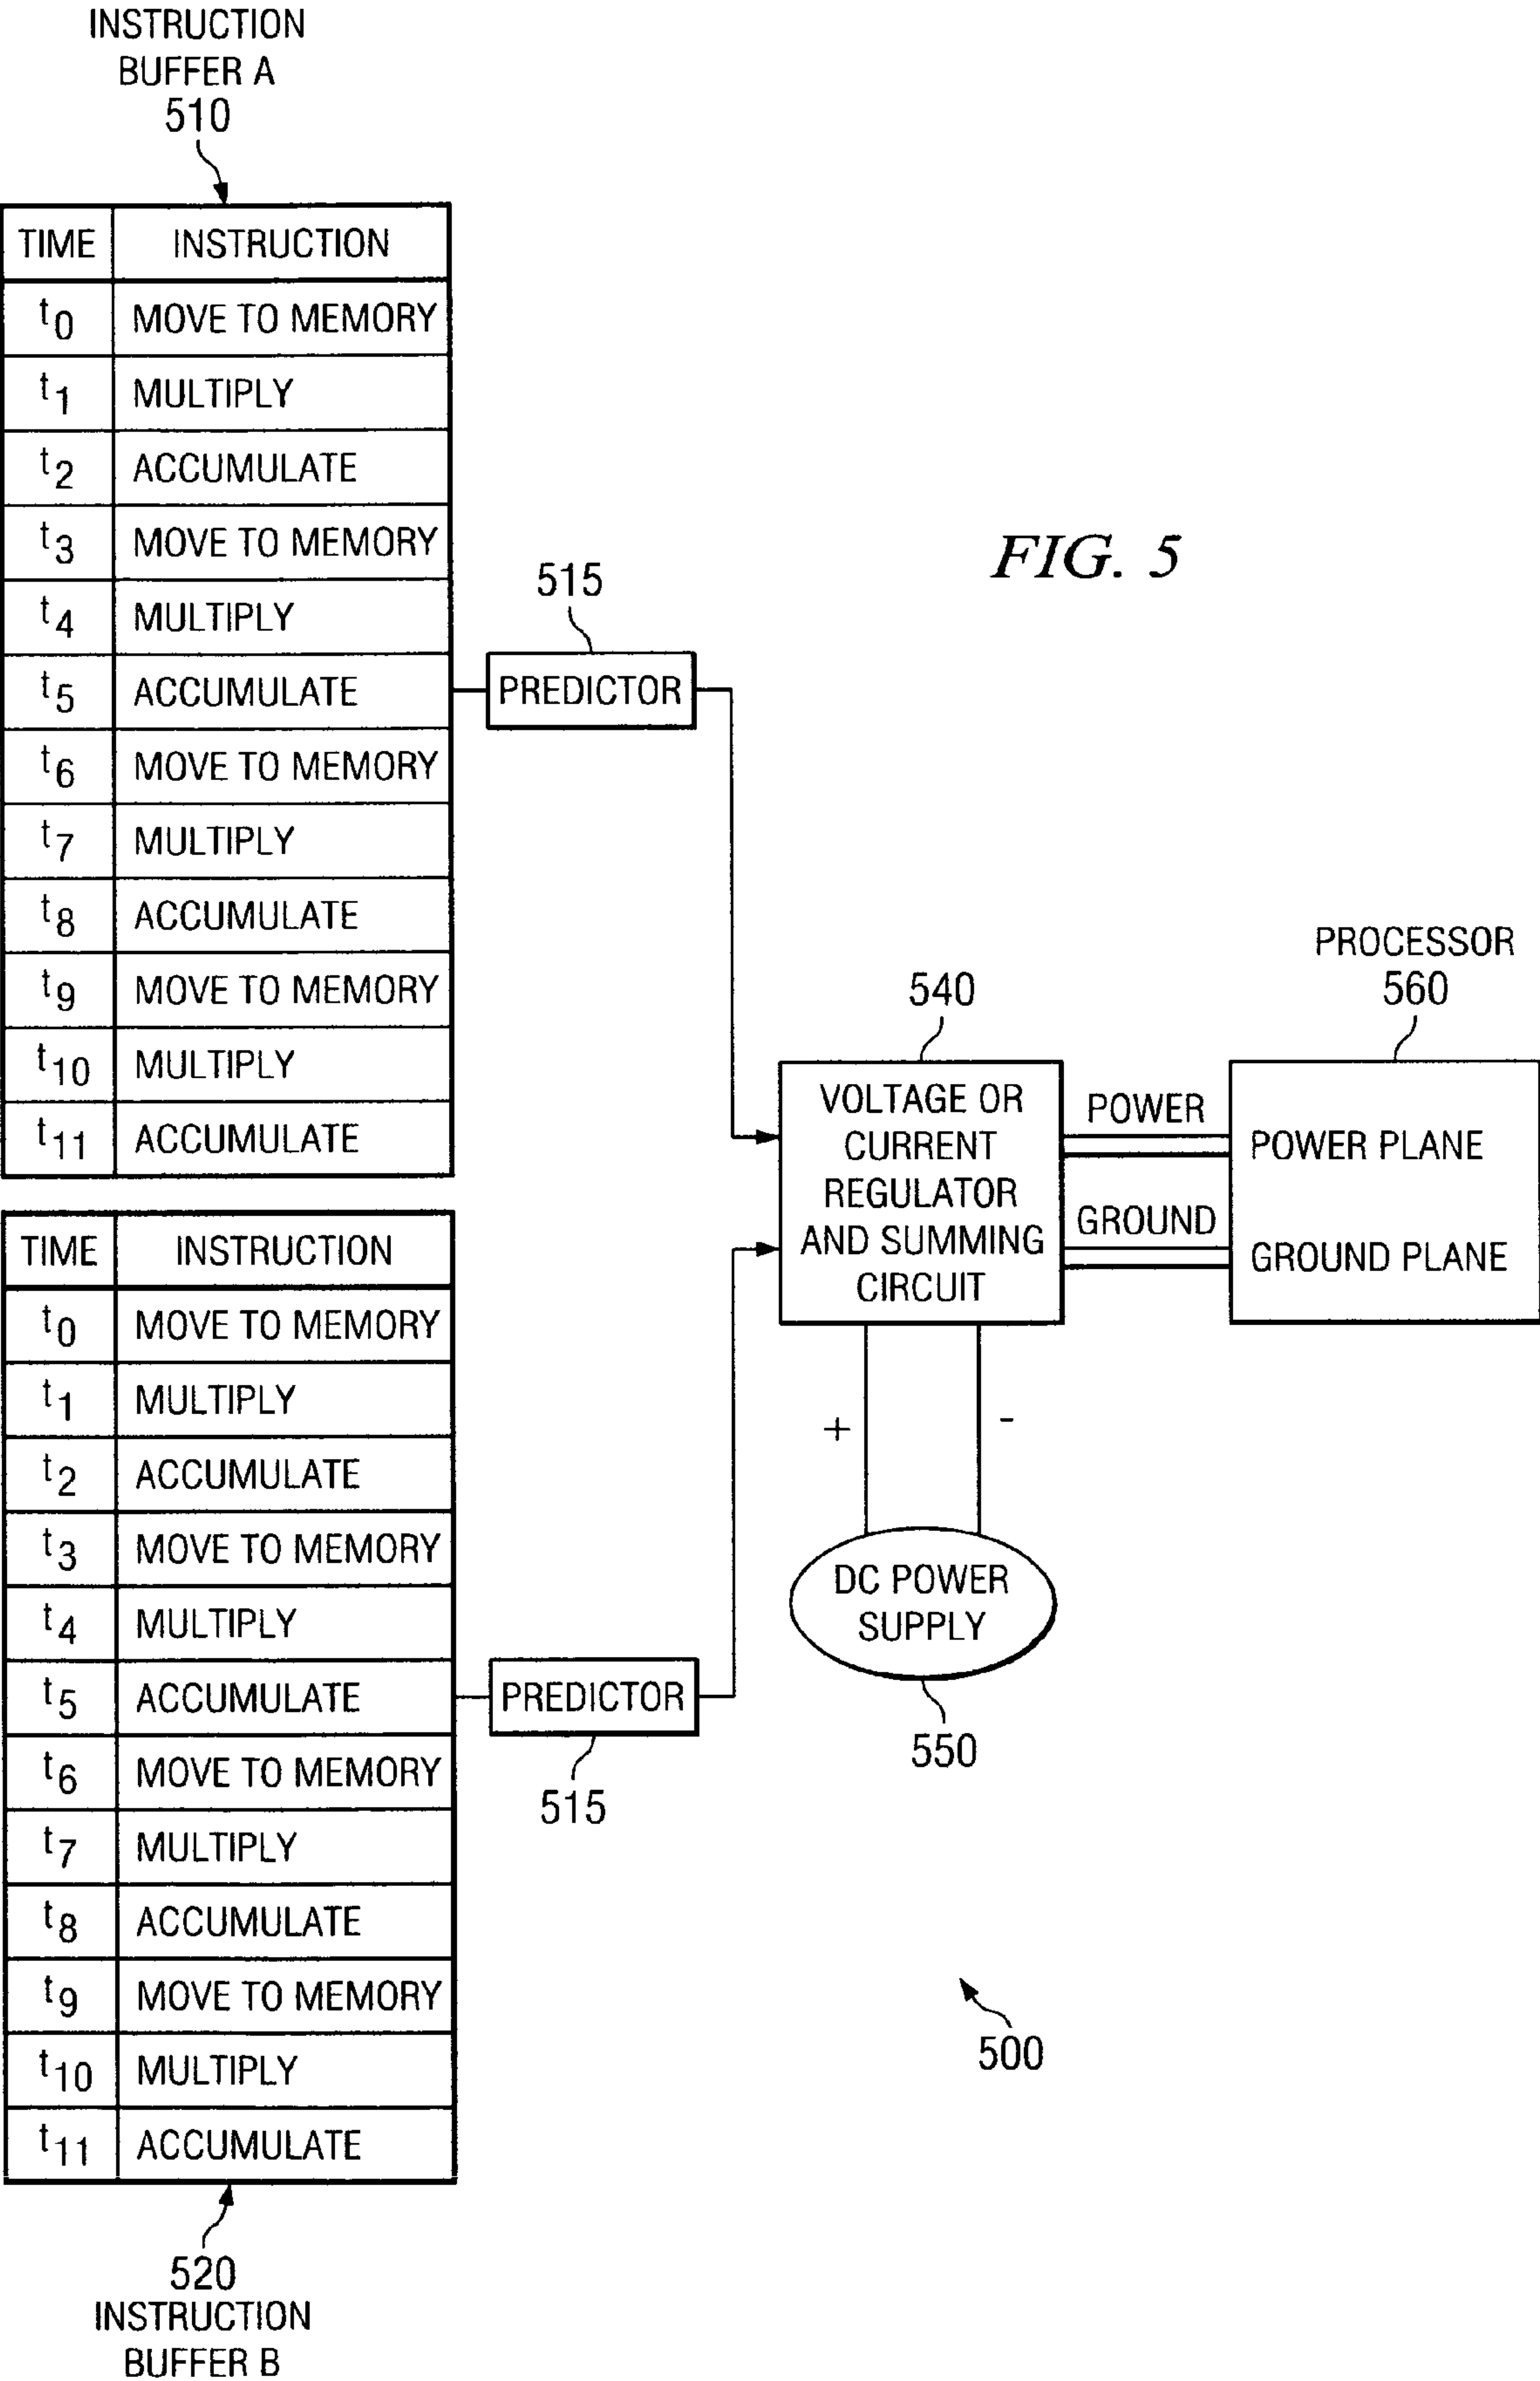 INSTRUCTION
BUFFER A
510
TIME INSTRUCTION
t0 MOVE TO MEMORY
t1 MULTIPLY
t2 ACCUMULATE
t3 MOVE TO MEMORY
t4 MULTIPLY
t5 ACCUMULATE
t6 MOVE TO MEMORY
t7 MULTIPLY
t8 ACCUMULATE
t9 MOVE TO MEMORY
t10 MULTIPLY
t11 ACCUMULATE
515
PREDICTOR
FIG. 5
TIME INSTRUCTION
t0 MOVE TO MEMORY
t1 MULTIPLY
t2 ACCUMULATE
t3 MOVE TO MEMORY
t4 MULTIPLY
t5 ACCUMULATE
t6 MOVE TO MEMORY
t7 MULTIPLY
t8 ACCUMULATE
t9 MOVE TO MEMORY
t10 MULTIPLY
t11 ACCUMULATE
520
INSTRUCTION
BUFFER B
PREDICTOR
515
540
VOLTAGE OR
CURRENT
REGULATOR
AND SUMMING
CIRCUIT
POWER
GROUND
PROCESSOR
560
POWER PLANE
GROUND PLANE
+ -
DC POWER
SUPPLY
550
500